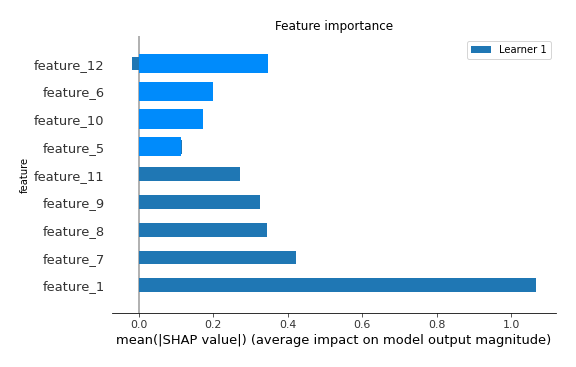 Feature importance
Learner 1
feature_12
feature_6
feature_10
feature_5
feature_11
feature_9
feature_8
feature_7
feature_1
feature
0.0 0.2 0.4 0.6 0.8 1.0
mean(|SHAP value|) (average impact on model output magnitude)